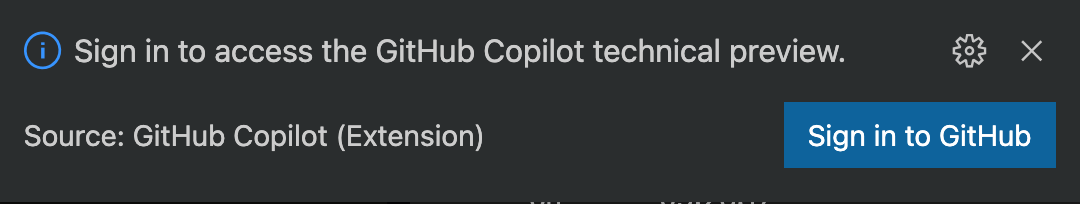 Sign in to access the GitHub Copilot technical preview.
Source: GitHub Copilot (Extension)
Sign in to GitHub